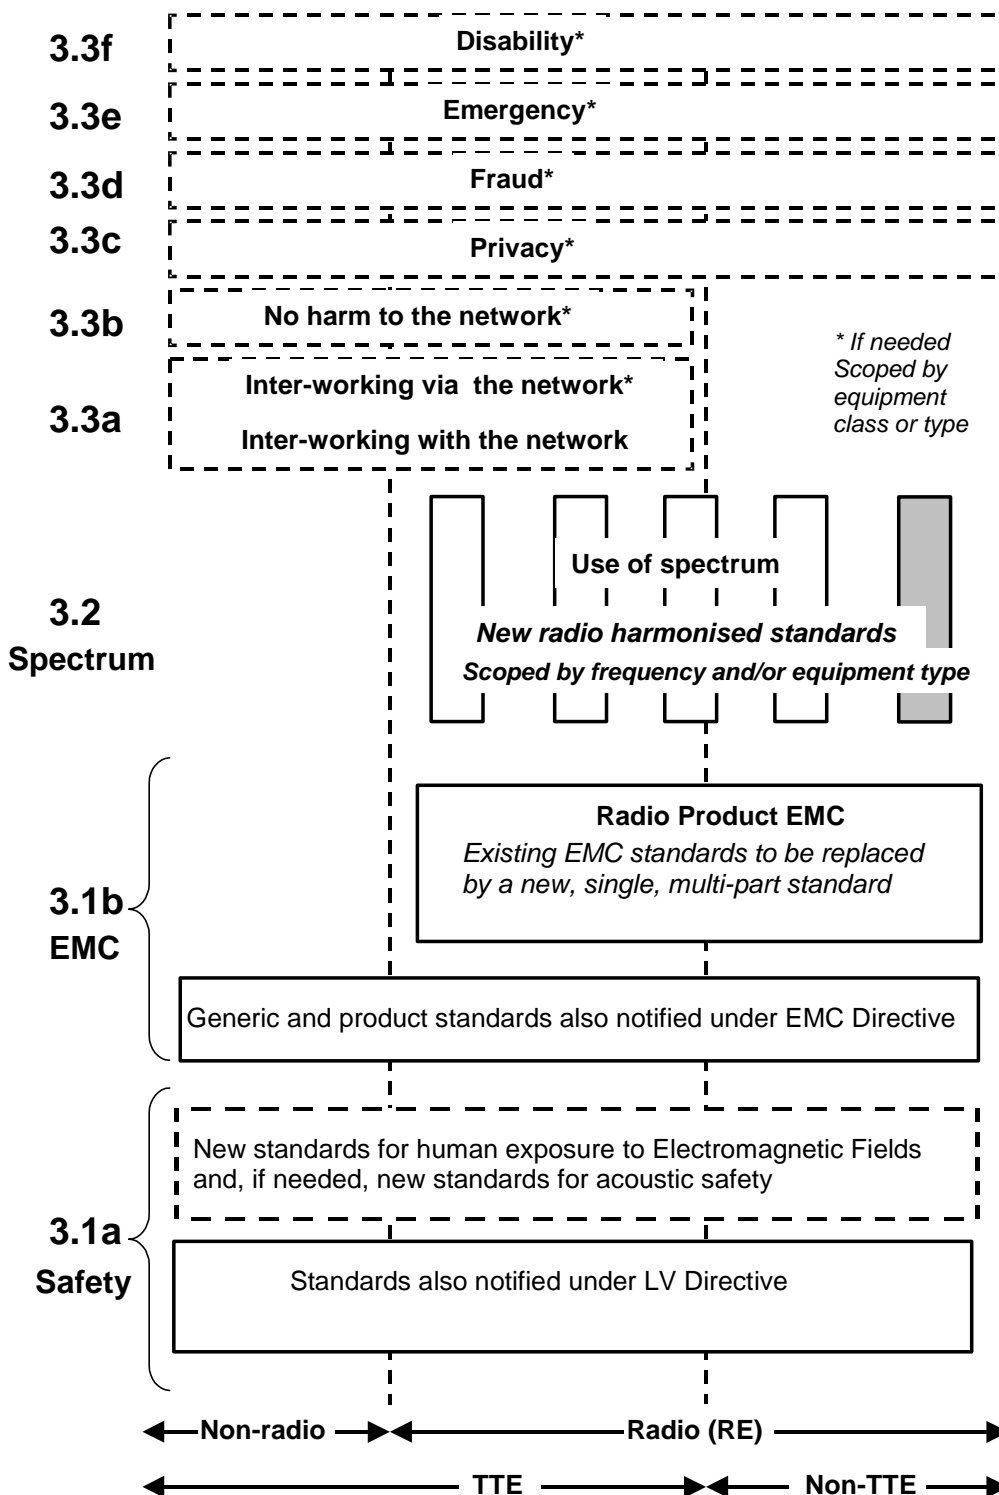 3.3f
Disability*
3.3e
Emergency*
3.3d
Fraud*
3.3c
Privacy*
3.3b
No harm to the network*
* If needed
Scoped by
equipment
class or type
3.3a
Inter-working via the network*
Inter-working with the network
3.2
Spectrum
Use of spectrum
New radio harmonised standards
Scoped by frequency and/or equipment type
3.1b
EMC
Radio Product EMC
Existing EMC standards to be replaced
by a new, single, multi-part standard
Generic and product standards also notified under EMC Directive
3.1a
Safety
New standards for human exposure to Electromagnetic Fields
and, if needed, new standards for acoustic safety
Standards also notified under LV Directive
Non-radio
Radio (RE)
TTE
Non-TTE